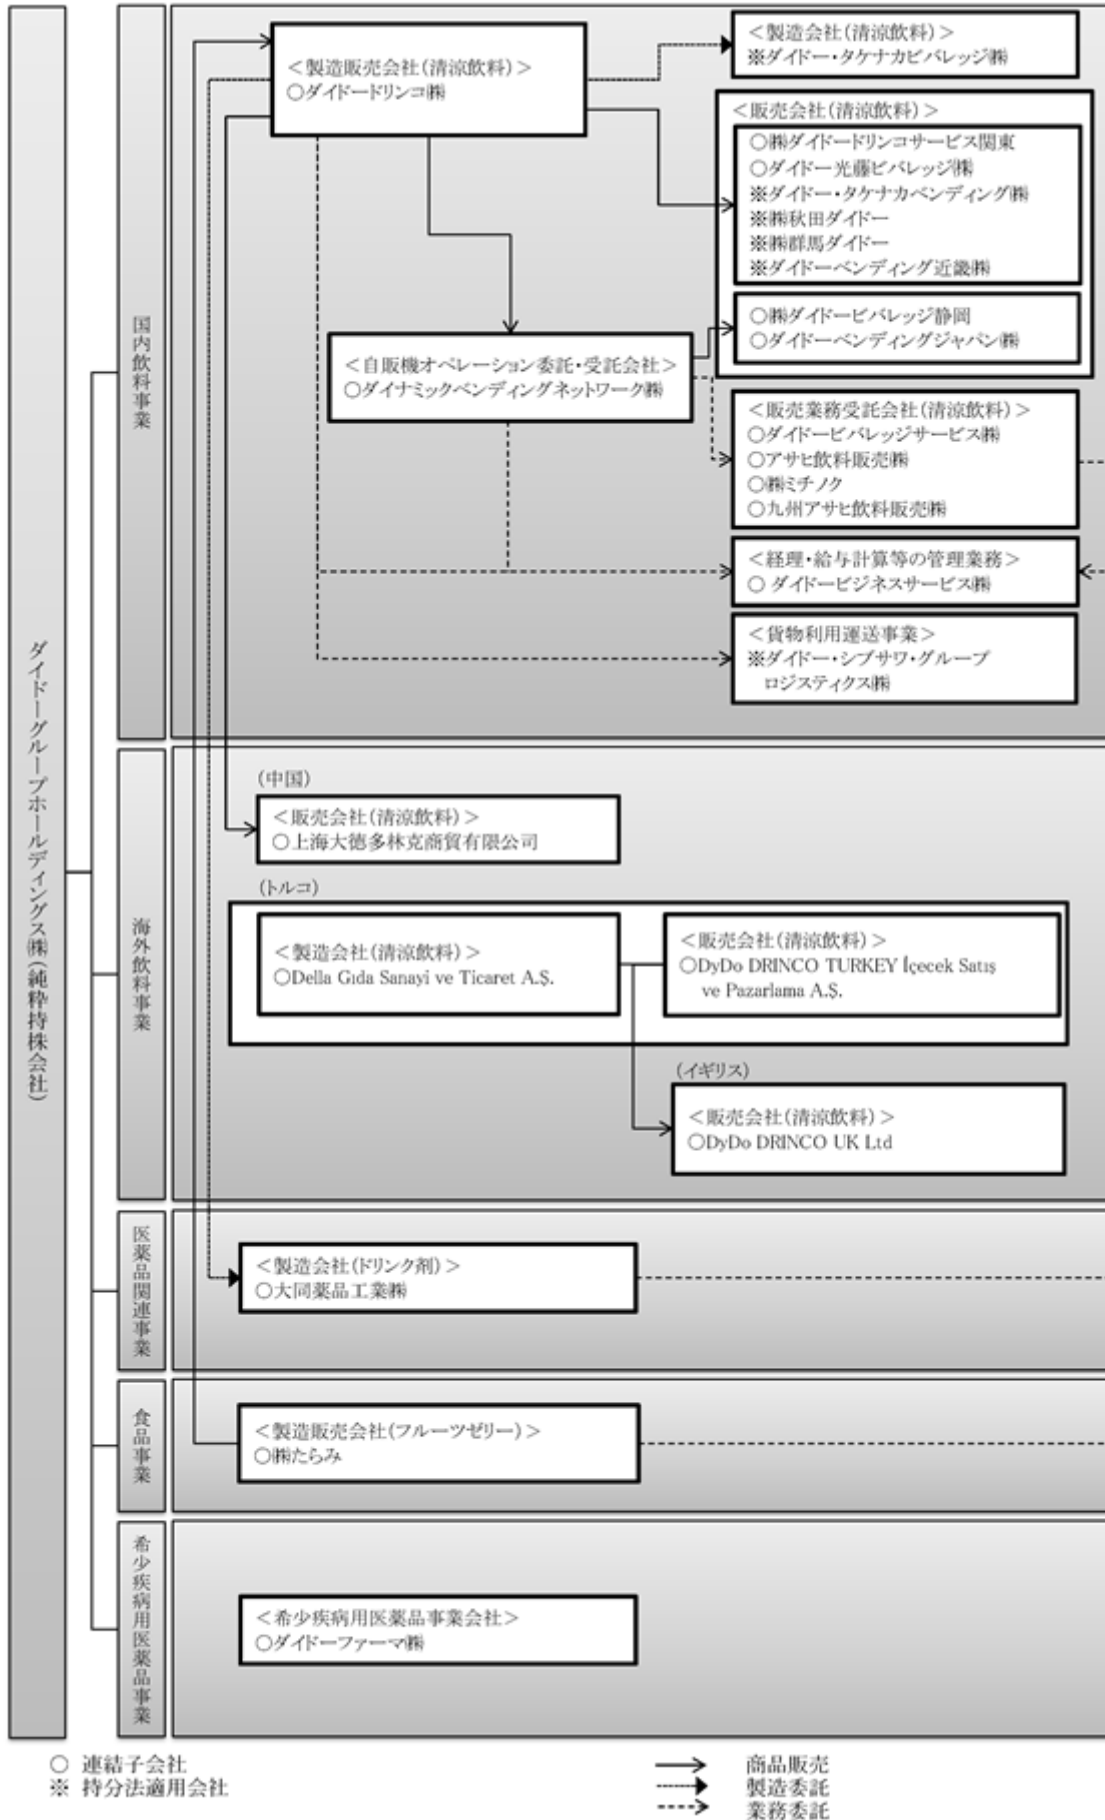 ダイドーグループホールディングス㈱(純粋持株会社)
国内飲料事業
＜製造販売会社(清涼飲料)＞
○ダイドードリンコ㈱
＜製造会社(清涼飲料)＞
※ダイドー・タケナカビバレッジ㈱
＜販売会社(清涼飲料)＞
○㈱ダイドードリンコサービス関東
○ダイドー光藤ビバレッジ㈱
※ダイドー・タケナカベンディング㈱
※㈱秋田ダイドー
※㈱群馬ダイドー
※ダイドーベンディング近畿㈱
○㈱ダイドービバレッジ静岡
○ダイドーベンディングジャパン㈱
＜自販機オペレーション委託・受託会社＞
○ダイナミックベンディングネットワーク㈱
＜販売業務受託会社(清涼飲料)＞
○ダイドービバレッジサービス㈱
○アサヒ飲料販売㈱
○㈱ミチノク
○九州アサヒ飲料販売㈱
＜経理・給与計算等の管理業務＞
○ ダイドービジネスサービス㈱
＜貨物利用運送事業＞
※ダイドー・シブサワ・グループ
ロジスティクス㈱
海外飲料事業
(中国)
＜販売会社(清涼飲料)＞
○上海大徳多林克商貿有限公司
(トルコ)
＜製造会社(清涼飲料)＞
○Della Gıda Sanayi ve Ticaret A.Ş.
＜販売会社(清涼飲料)＞
○DyDo DRINCO TURKEY İçecek Satış
ve Pazarlama A.Ş.
(イギリス)
＜販売会社(清涼飲料)＞
○DyDo DRINCO UK Ltd
医薬品関連事業
＜製造会社(ドリンク剤)＞
○大同薬品工業㈱
食品事業
＜製造販売会社(フルーツゼリー)＞
○㈱たらみ
希少疾病用医薬品事業
＜希少疾病用医薬品事業会社＞
○ダイドーファーマ㈱
○ 連結子会社
※ 持分法適用会社
商品販売
製造委託
業務委託